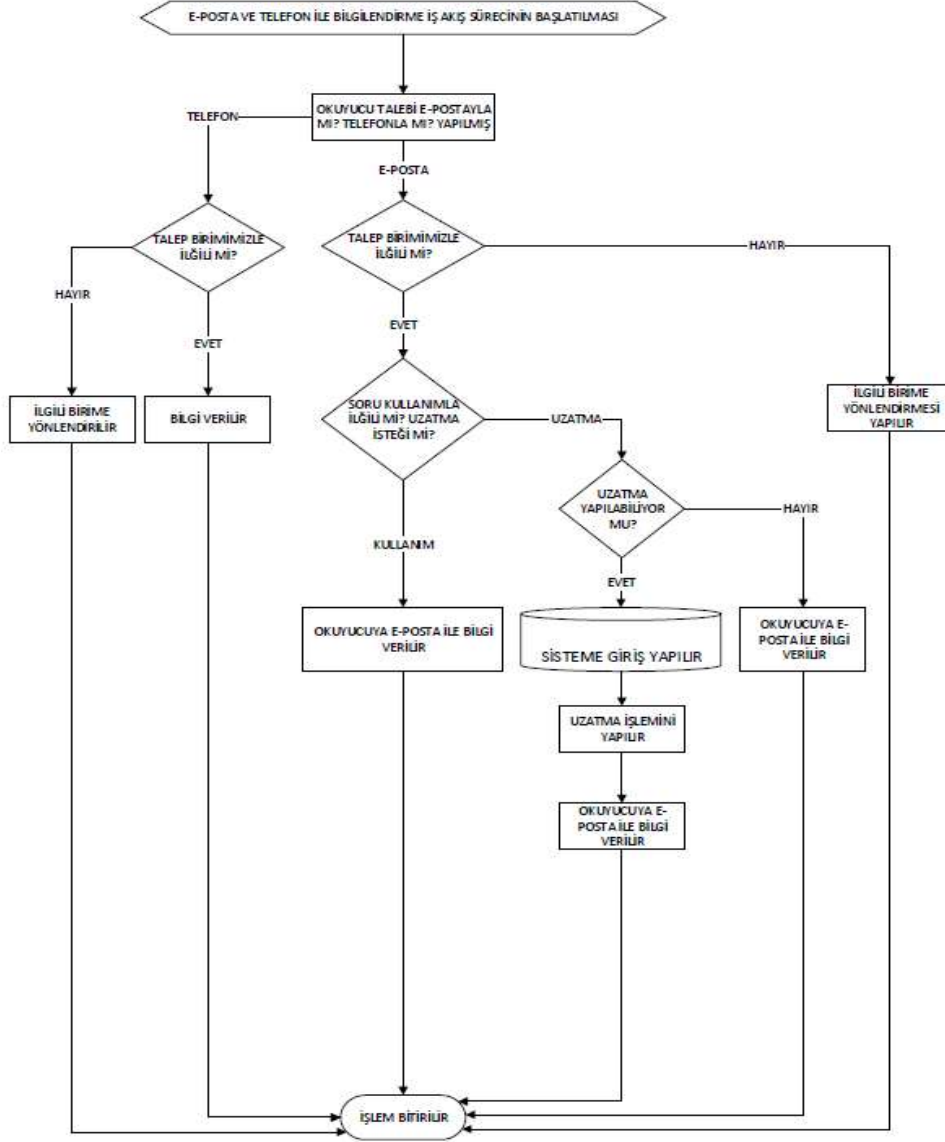 E-POSTA VE TELEFON İLE BİLGİLENDİRME İŞ AKIŞ SÜRECİNİN BAŞLATILMASI
OKUYUCU TALEBİ E-POSTAYLA
MI? TELEFONLA MI? YAPILMIŞ
TELEFON
E-POSTA
TALEP BİRİMİMİZLE
İLĞİLİ Mİ?
TALEP BİRİMİMİZLE
İLĞİLİ Mİ?
HAYIR
HAYIR
EVET
EVET
İLGİLİ BİRİME
YÖNLENDİRİLİR
BİLGİ VERİLİR
SORU KULLANIMLA
İLĞİLİ Mİ? UZATMA
İSTEĞİ Mİ?
UZATMA
İLGİLİ BİRİME
YÖNLENDİRMESİ
YAPILIR
UZATMA
YAPILABİLİYOR
MU?
HAYIR
KULLANIM
EVET
OKUYUCUYA E-POSTA İLE BİLGİ
VERİLİR
SİSTEME GİRİŞ YAPILIR
OKUYUCUYA E-
POSTA İLE BİLGİ
VERİLİR
UZATMA İŞLEMİNİ
YAPILIR
OKUYUCUYA E-
POSTA İLE BİLGİ
VERİLİR
İŞLEM BİTİRİLİR